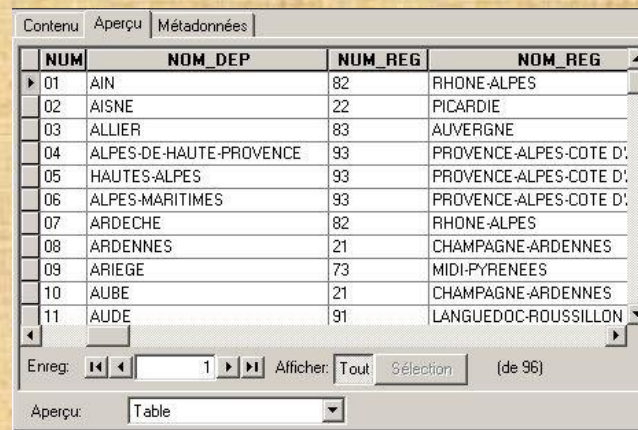 Contenu Aperçu Métadonnées
NUM NOM_DEP NUM_REG NOM_REG
01 AIN 82 RHONE-ALPES
02 AISNE 22 PICARDIE
03 ALLIER 83 AUVERGNE
04 ALPES-DE-HAUTE-PROVENCE 93 PROVENCE-ALPES-COTE D'
05 HAUTES-ALPES 93 PROVENCE-ALPES-COTE D'
06 ALPES-MARITIMES 93 PROVENCE-ALPES-COTE D'
07 ARDECHE 82 RHONE-ALPES
08 ARDENNES 21 CHAMPAGNE-ARDENNES
09 ARIEGE 73 MIDI-PYRENEES
10 AUBE 21 CHAMPAGNE-ARDENNES
11 AUDE 91 LANGUEDOC-ROUSSILLON
Enreg: 1 Afficher: Tout Sélection (de 96)
Aperçu: Table